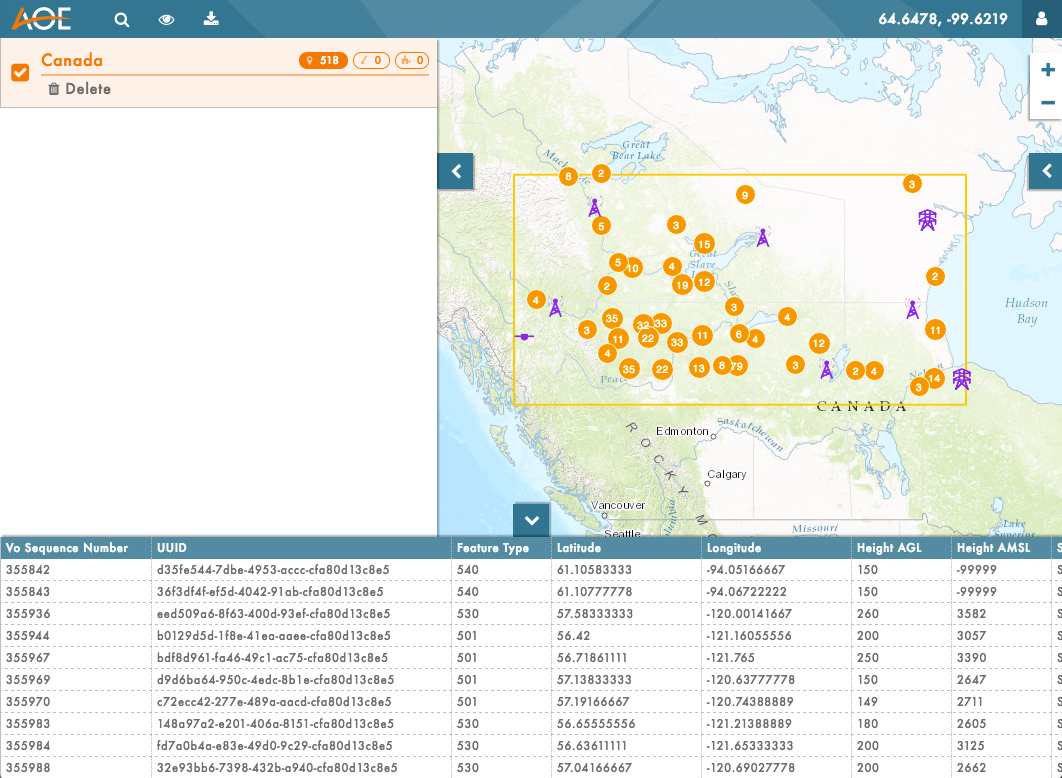 AOE
64.6478, -99.6219
Canada
518
0
0
Delete
+
−
Great
Bear Lake
8
2
3
9
5
3
15
Great
Slave
5
10
4
19
12
2
2
4
3
Hudson
Bay
35
32
33
3
4
11
22
11
6
4
12
11
33
4
35
22
13
8
79
3
2
4
14
3
Peace
CANADA
ROCKY M
Edmonton
Saskatchewan
Calgary
Vancouver
Seattle
Missouri
Lake
Superior
Vo Sequence Number UUID Feature Type Latitude Longitude Height AGL Height AMSL S
355842 d35fe544-7dbe-4953-accc-cfa80d13c8e5 540 61.10583333 -94.05166667 150 -99999 S
355843 36f3df4f-ef5d-4042-91ab-cfa80d13c8e5 540 61.10777778 -94.06722222 150 -99999 S
355936 eed509a6-8f63-400d-93ef-cfa80d13c8e5 530 57.58333333 -120.00141667 260 3582 S
355944 b0129d5d-1f8e-41ea-aaee-cfa80d13c8e5 501 56.42 -121.16055556 200 3057 S
355967 bdf8d961-fa46-49c1-ac75-cfa80d13c8e5 501 56.71861111 -121.765 250 3390 S
355969 d9d6ba64-950c-4edc-8b1e-cfa80d13c8e5 501 57.13833333 -120.63777778 150 2647 S
355970 c72ecc42-277e-489a-aacd-cfa80d13c8e5 501 57.19166667 -120.74388889 149 2711 S
355983 148a97a2-e201-406a-8151-cfa80d13c8e5 530 56.65555556 -121.21388889 180 2605 S
355984 fd7a0b4a-e83e-49d0-9c29-cfa80d13c8e5 530 56.63611111 -121.65333333 200 3125 S
355988 32e93bb6-7398-432b-a940-cfa80d13c8e5 530 57.04166667 -120.69027778 200 2662 S